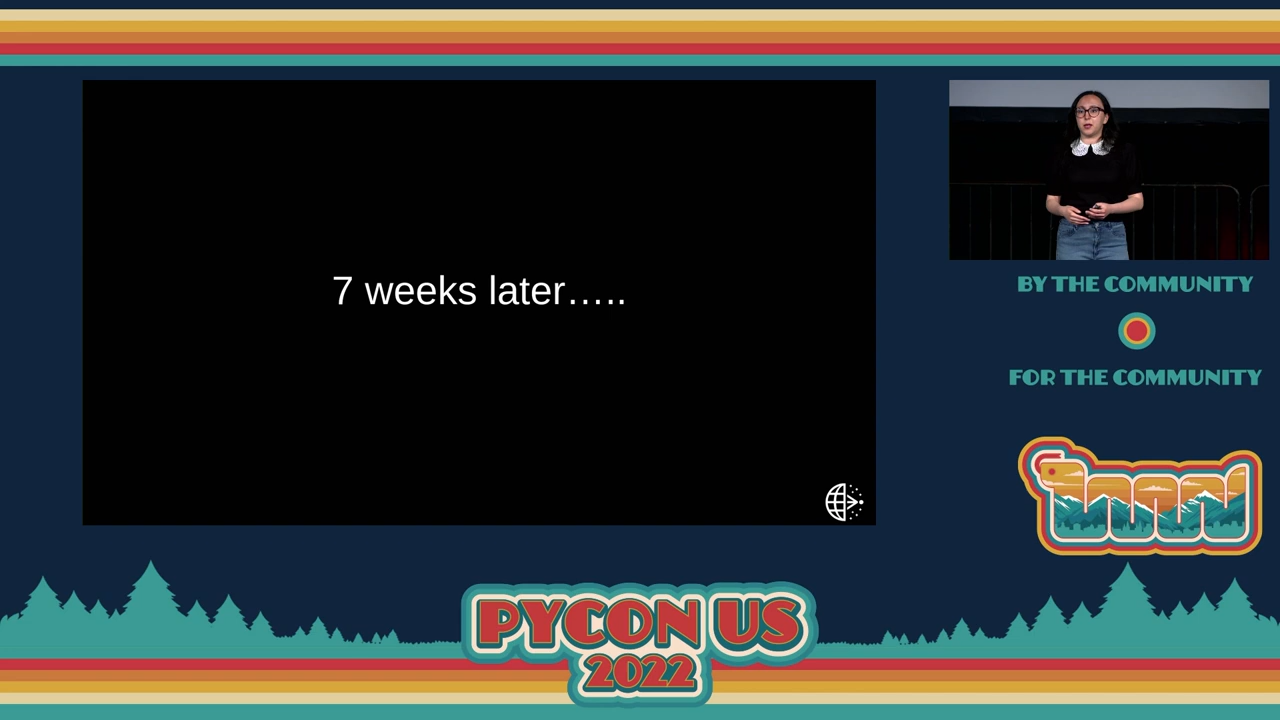 7 weeks later…..
BY THE COMMUNITY
FOR THE COMMUNITY
PYCON US
2022